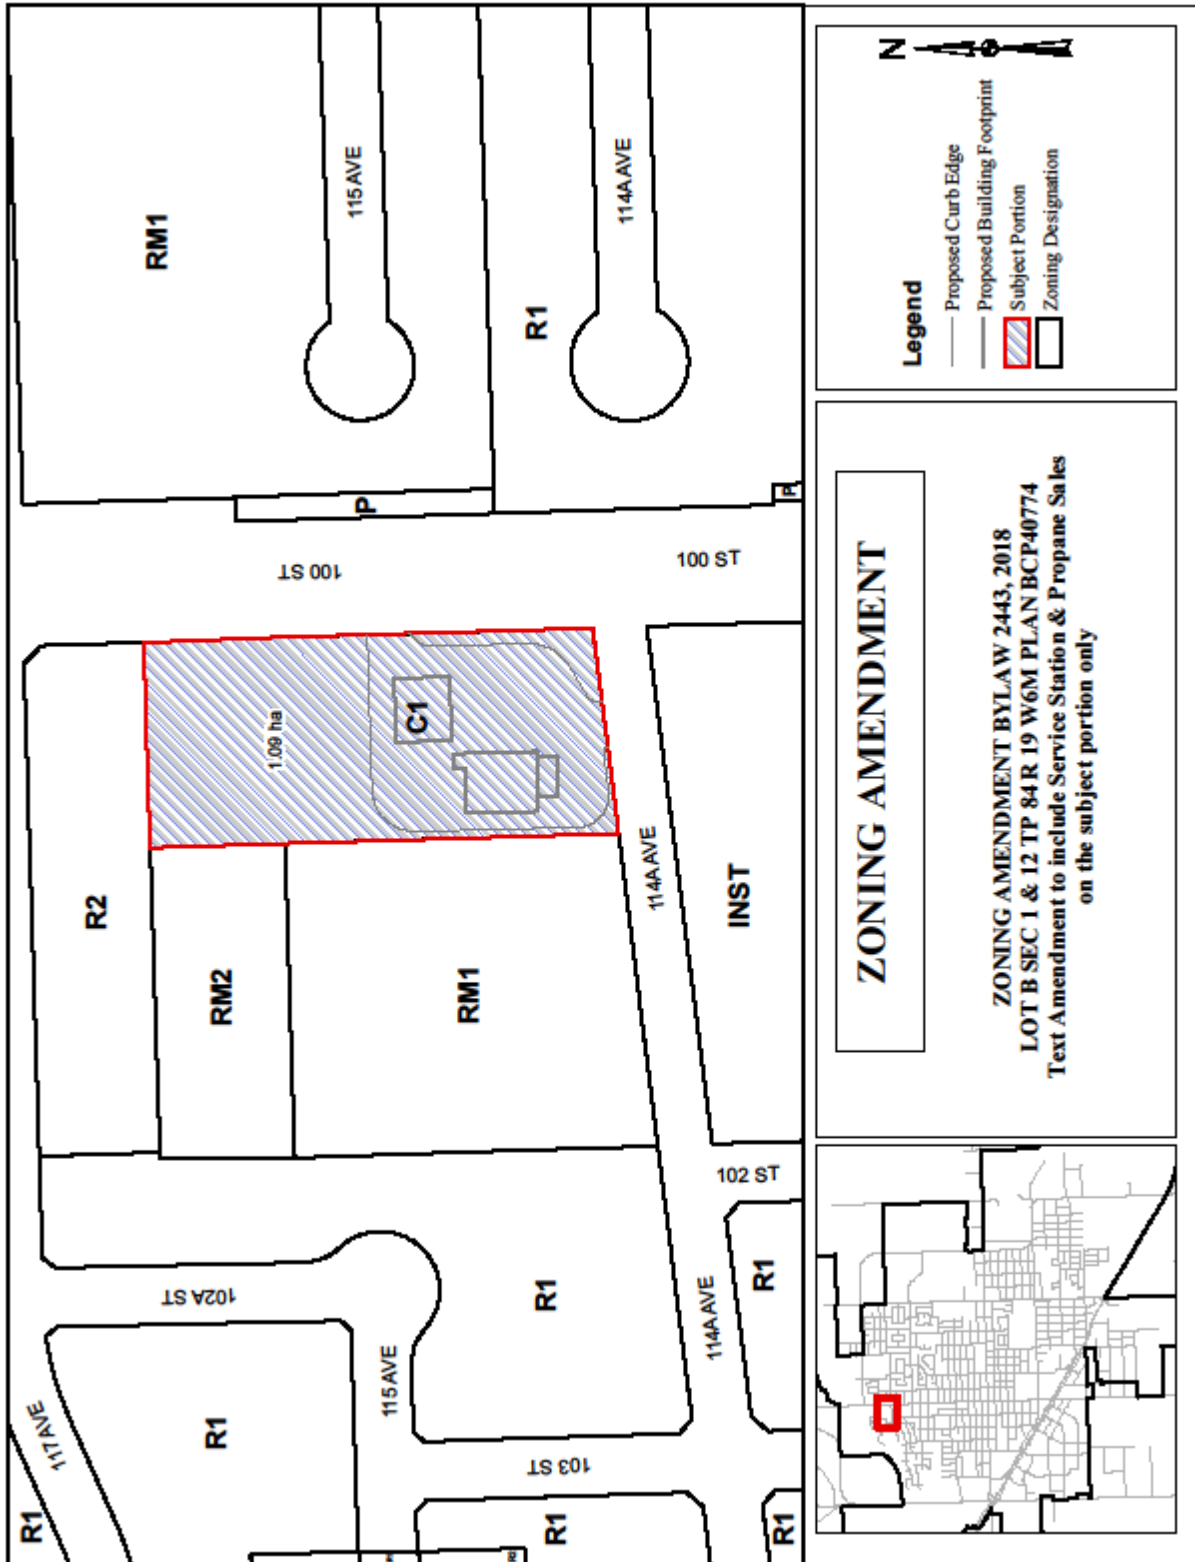 117 AVE
R1
R1
102A ST
115 AVE
103 ST
R1
R1
R1
114A AVE
R1
102 ST
R2
RM2
RM1
114A AVE
INST
1.09 ha
C1
100 ST
100 ST
P
P
RM1
115 AVE
R1
114A AVE
ZONING AMENDMENT
ZONING AMENDMENT BYLAW 2443, 2018
LOT B SEC 1 & 12 TP 84 R 19 W6M PLAN BCP40774
Text Amendment to include Service Station & Propane Sales
on the subject portion only
N
Legend
Proposed Curb Edge
Proposed Building Footprint
Subject Portion
Zoning Designation